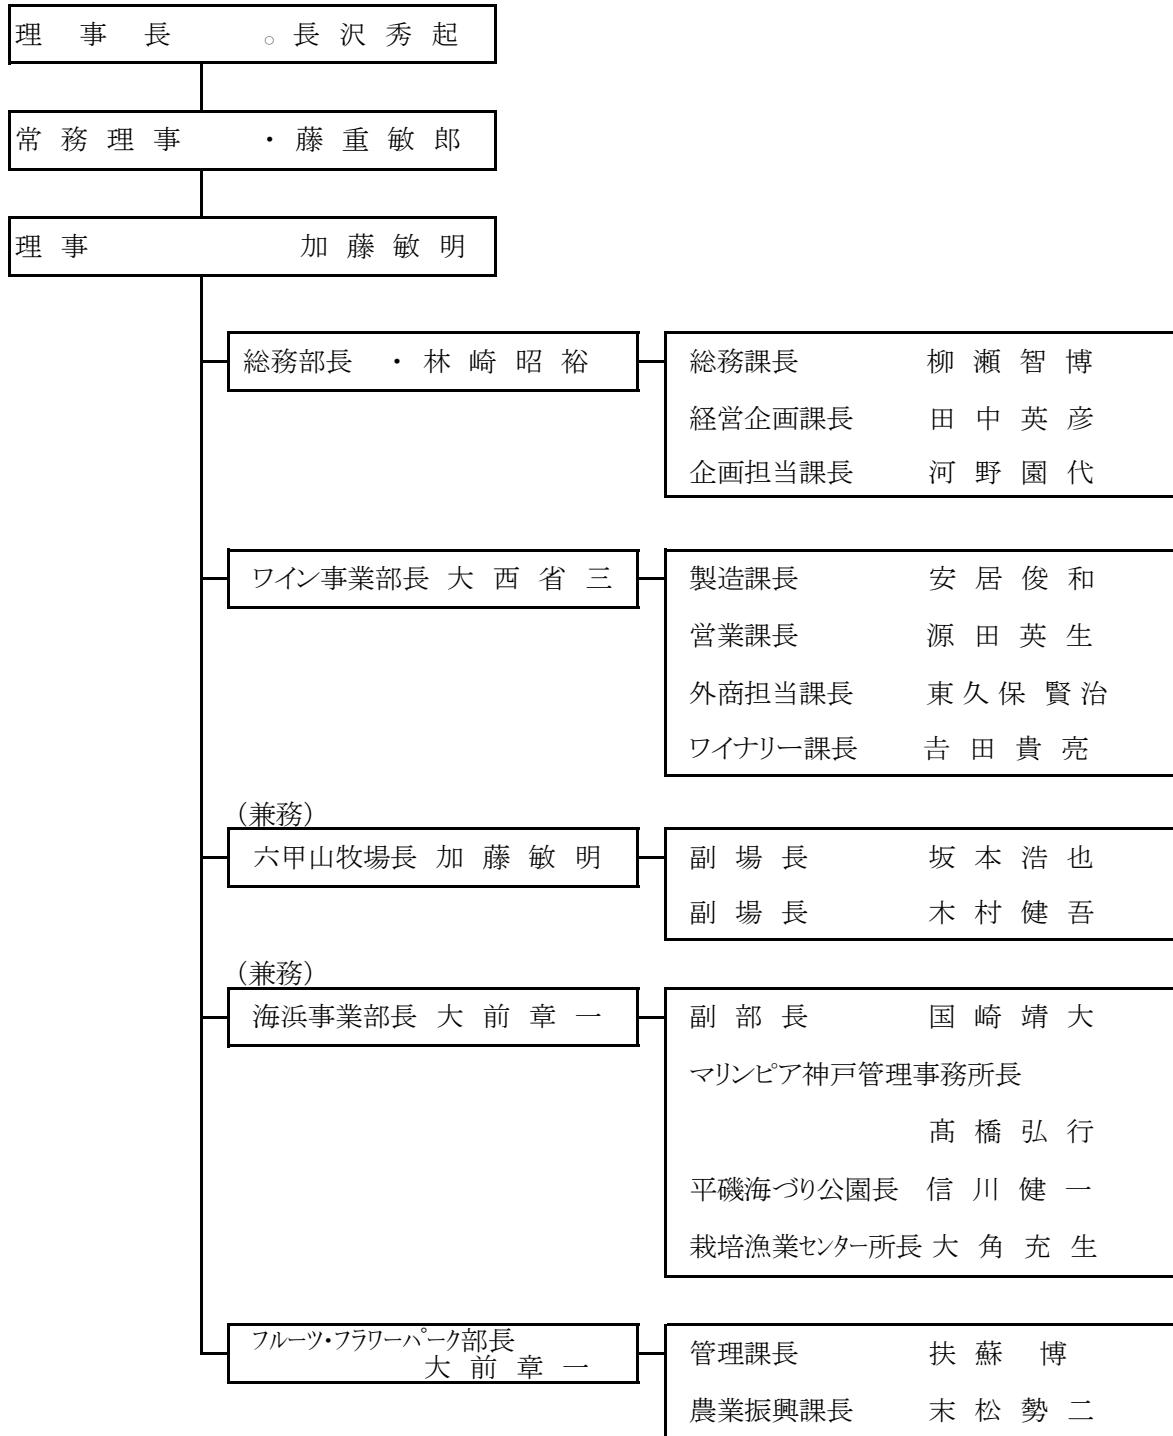 理事長 ○長沢秀起
常務理事 ・藤重敏郎
理事 加藤敏明
総務部長 ・林崎昭裕
総務課長 柳瀬智博
経営企画課長 田中英彦
企画担当課長 河野園代
ワイン事業部長 大西省三
製造課長 安居俊和
営業課長 源田英生
外商担当課長 東久保賢治
ワイナリー課長 𠮷田貴亮
(兼務)
六甲山牧場長 加藤敏明
副場長 坂本浩也
副場長 木村健吾
(兼務)
海浜事業部長 大前章一
副部長 国崎靖大
マリンピア神戸管理事務所長
髙橋弘行
平磯海づり公園長 信川健一
栽培漁業センター所長 大角充生
フルーツ・フラワーパーク部長
大前章一
管理課長 扶蘇博
農業振興課長 末松勢二